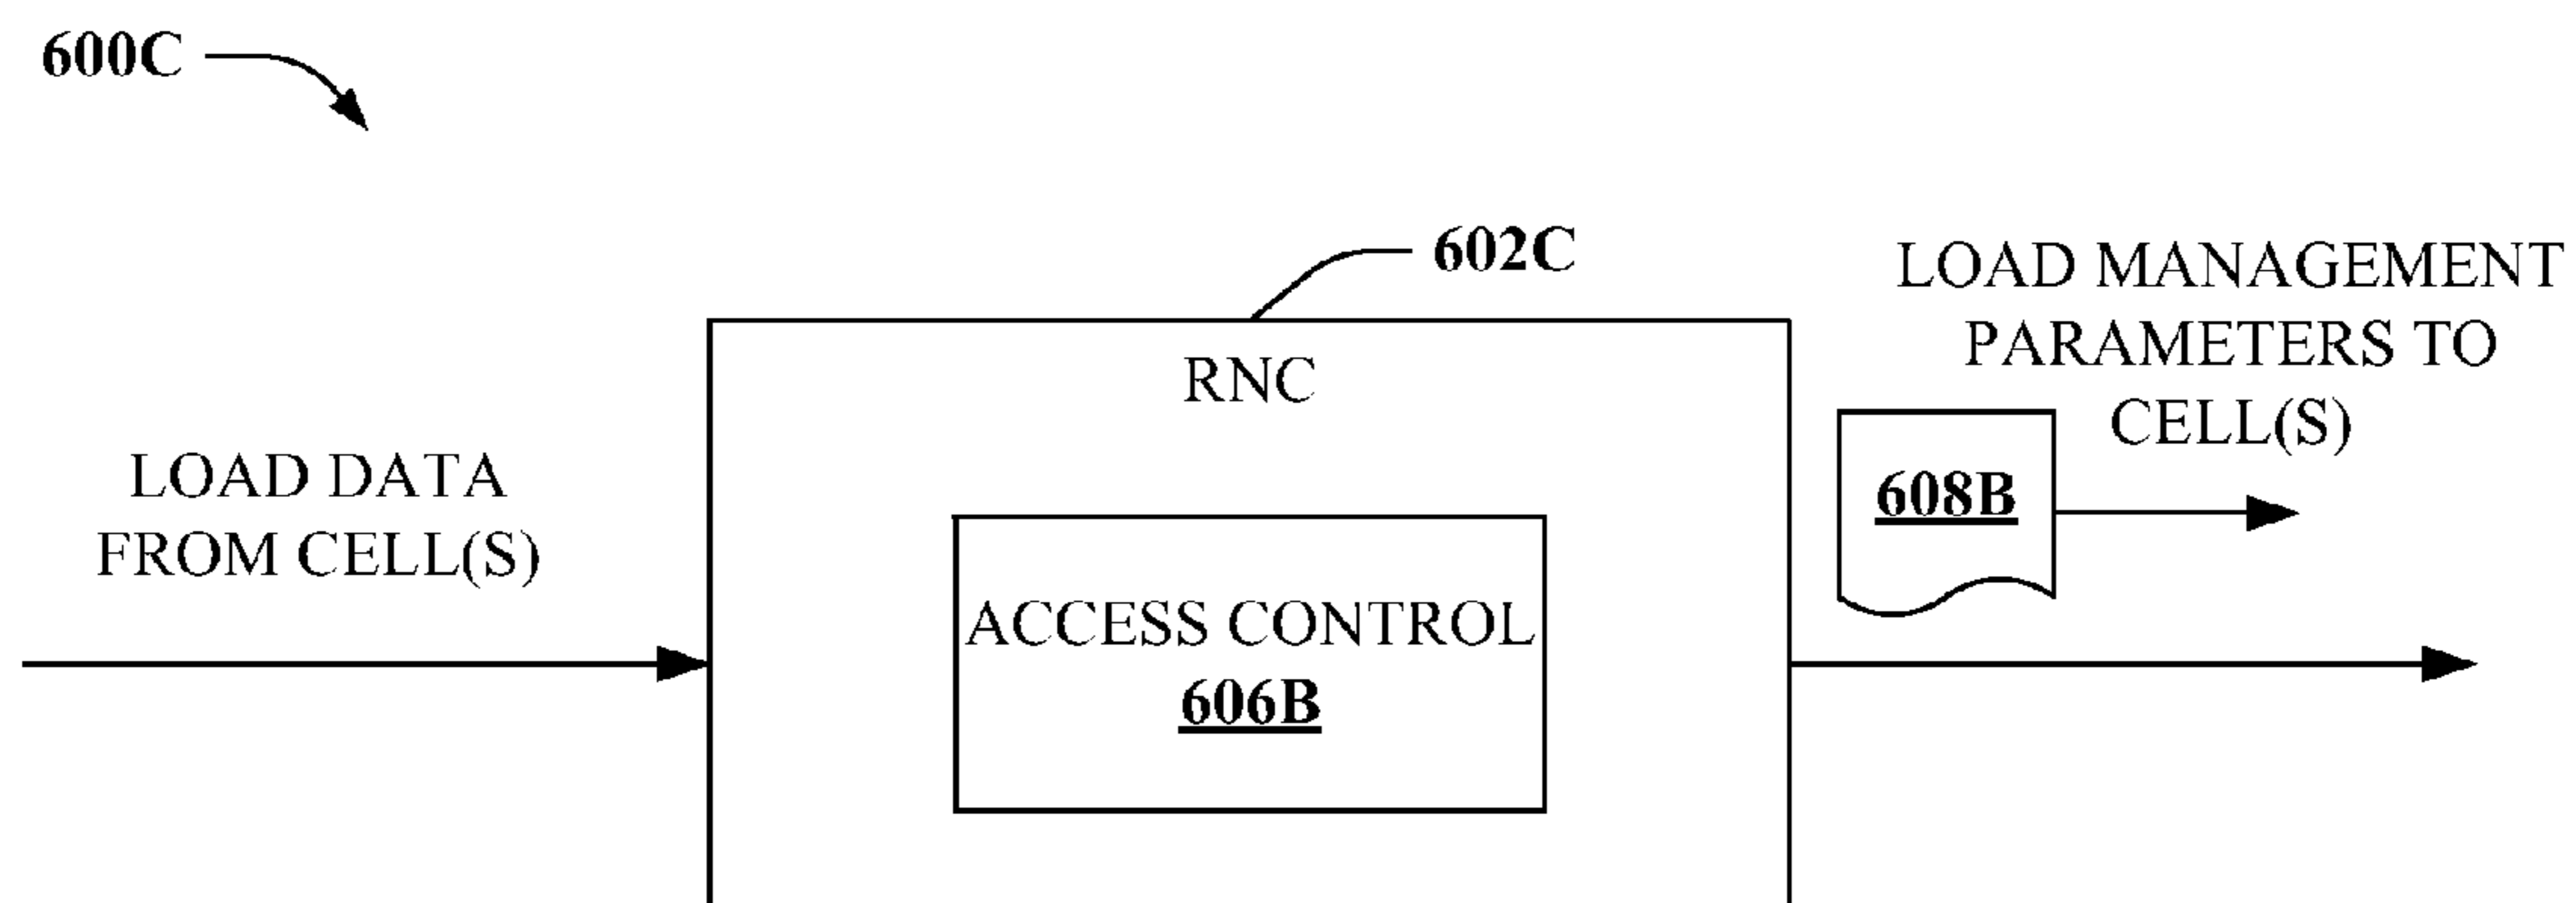 600C
602C
LOAD MANAGEMENT
PARAMETERS TO
CELL(S)
RNC
LOAD DATA
FROM CELL(S)
608B
ACCESS CONTROL
606B